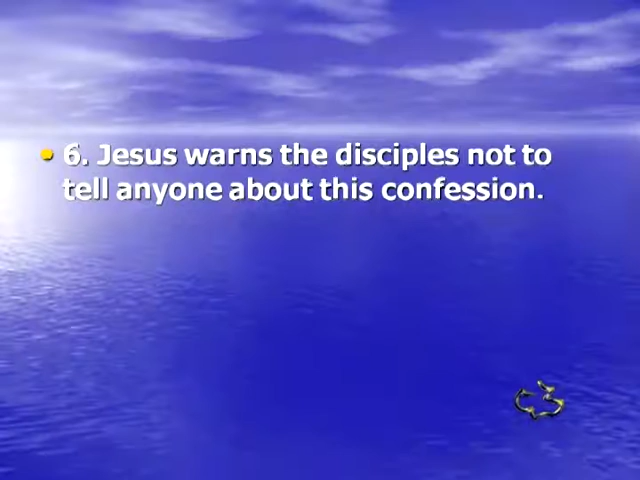 • 6. Jesus warns the disciples not to
tell anyone about this confession.